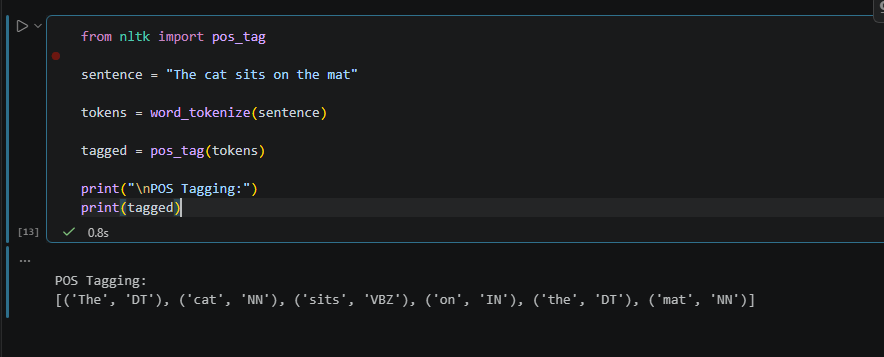 from nltk import pos_tag
sentence = "The cat sits on the mat"
tokens = word_tokenize(sentence)
tagged = pos_tag(tokens)
print("\nPOS Tagging:")
print(tagged)
[13] 0.8s
...
POS Tagging:
[('The', 'DT'), ('cat', 'NN'), ('sits', 'VBZ'), ('on', 'IN'), ('the', 'DT'), ('mat', 'NN')]